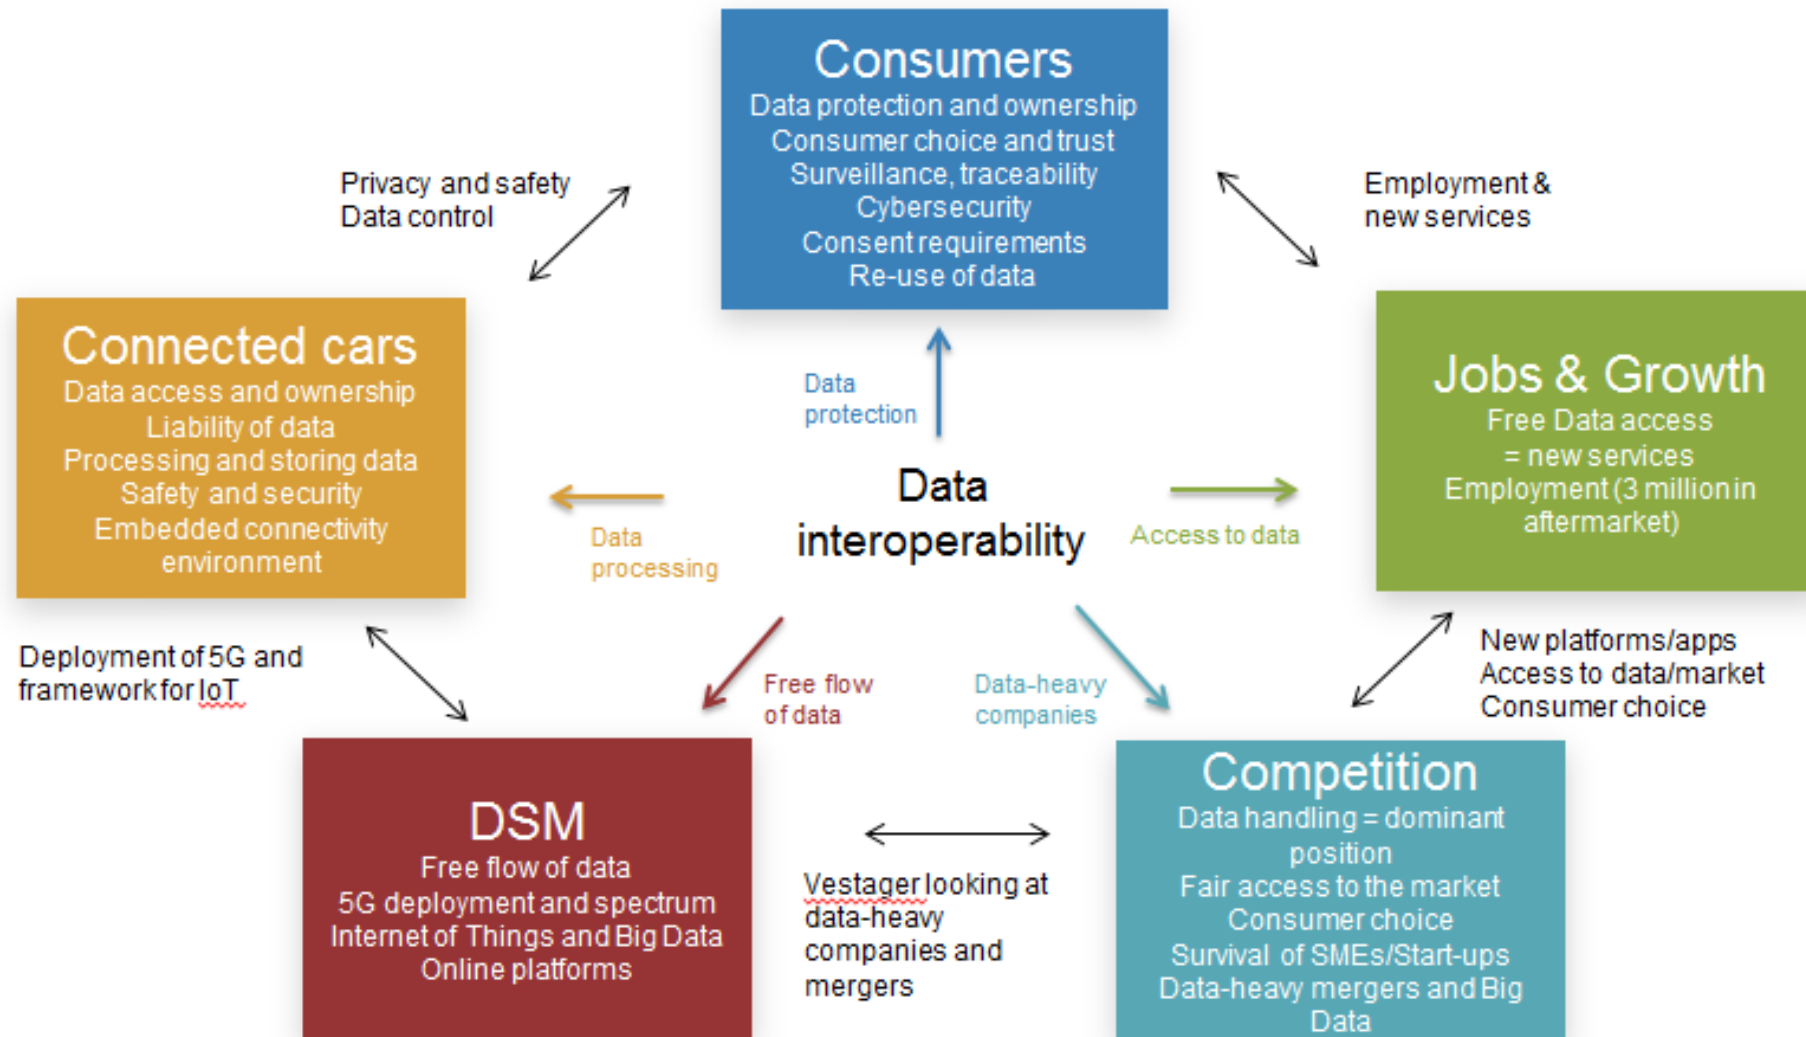 Consumers
Data protection and ownership
Consumer choice and trust
Surveillance, traceability
Cybersecurity
Consent requirements
Re-use of data
Privacy and safety
Data control
Employment &
new services
Connected cars
Data access and ownership
Liability of data
Processing and storing data
Safety and security
Embedded connectivity
environment
Jobs & Growth
Free Data access
= new services
Employment (3 million in
aftermarket)
Data
protection
Data
interoperability
Data
processing
Access to data
Free flow
of data
Data-heavy
companies
Deployment of 5G and
framework for IoT
New platforms/apps
Access to data/market
Consumer choice
DSM
Free flow of data
5G deployment and spectrum
Internet of Things and Big Data
Online platforms
Vestager looking at
data-heavy
companies and
mergers
Competition
Data handling = dominant
position
Fair access to the market
Consumer choice
Survival of SMEs/Start-ups
Data-heavy mergers and Big
Data